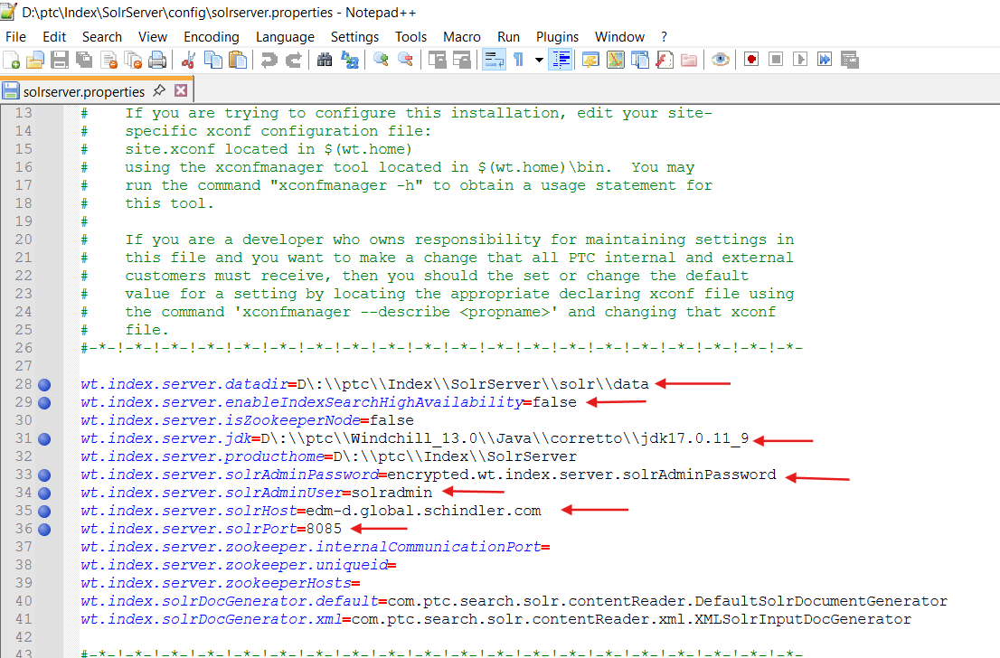 D:\ptc\Index\SolrServer\config\solrserver.properties - Notepad++
File Edit Search View Encoding Language Settings Tools Macro Run Plugins Window ?
solrserver.properties
13 # If you are trying to configure this installation, edit your site-
14 # specific xconf configuration file:
15 # site.xconf located in $(wt.home)
16 # using the xconfmanager tool located in $(wt.home)\bin. You may
17 # run the command "xconfmanager -h" to obtain a usage statement for
18 # this tool.
19 #
20 # If you are a developer who owns responsibility for maintaining settings in
21 # this file and you want to make a change that all PTC internal and external
22 # customers must receive, then you should the set or change the default
23 # value for a setting by locating the appropriate declaring xconf file using
24 # the command 'xconfmanager --describe <propname>' and changing that xconf
25 # file.
26 #-*-!-*-!-*-!-*-!-*-!-*-!-*-!-*-!-*-!-*-!-*-!-*-!-*-!-*-!-*-!-*-!-*-!-*-!-*-!-*-
27
28 wt.index.server.datadir=D\:\\ptc\\Index\\SolrServer\\solr\\data
29 wt.index.server.enableIndexSearchHighAvailability=false
30 wt.index.server.isZookeeperNode=false
31 wt.index.server.jdk=D\:\\ptc\\Windchill_13.0\\Java\\corretto\\jdk17.0.11_9
32 wt.index.server.producthome=D\:\\ptc\\Index\\SolrServer
33 wt.index.server.solrAdminPassword=encrypted.wt.index.server.solrAdminPassword
34 wt.index.server.solrAdminUser=solradmin
35 wt.index.server.solrHost=edm-d.global.schindler.com
36 wt.index.server.solrPort=8085
37 wt.index.server.zookeeper.internalCommunicationPort=
38 wt.index.server.zookeeper.uniqueid=
39 wt.index.server.zookeeperHosts=
40 wt.index.solrDocGenerator.default=com.ptc.search.solr.contentReader.DefaultSolrDocumentGenerator
41 wt.index.solrDocGenerator.xml=com.ptc.search.solr.contentReader.xml.XMLSolrInputDocGenerator
42
43 #-*-!-*-!-*-!-*-!-*-!-*-!-*-!-*-!-*-!-*-!-*-!-*-!-*-!-*-!-*-!-*-!-*-!-*-!-*-!-*-